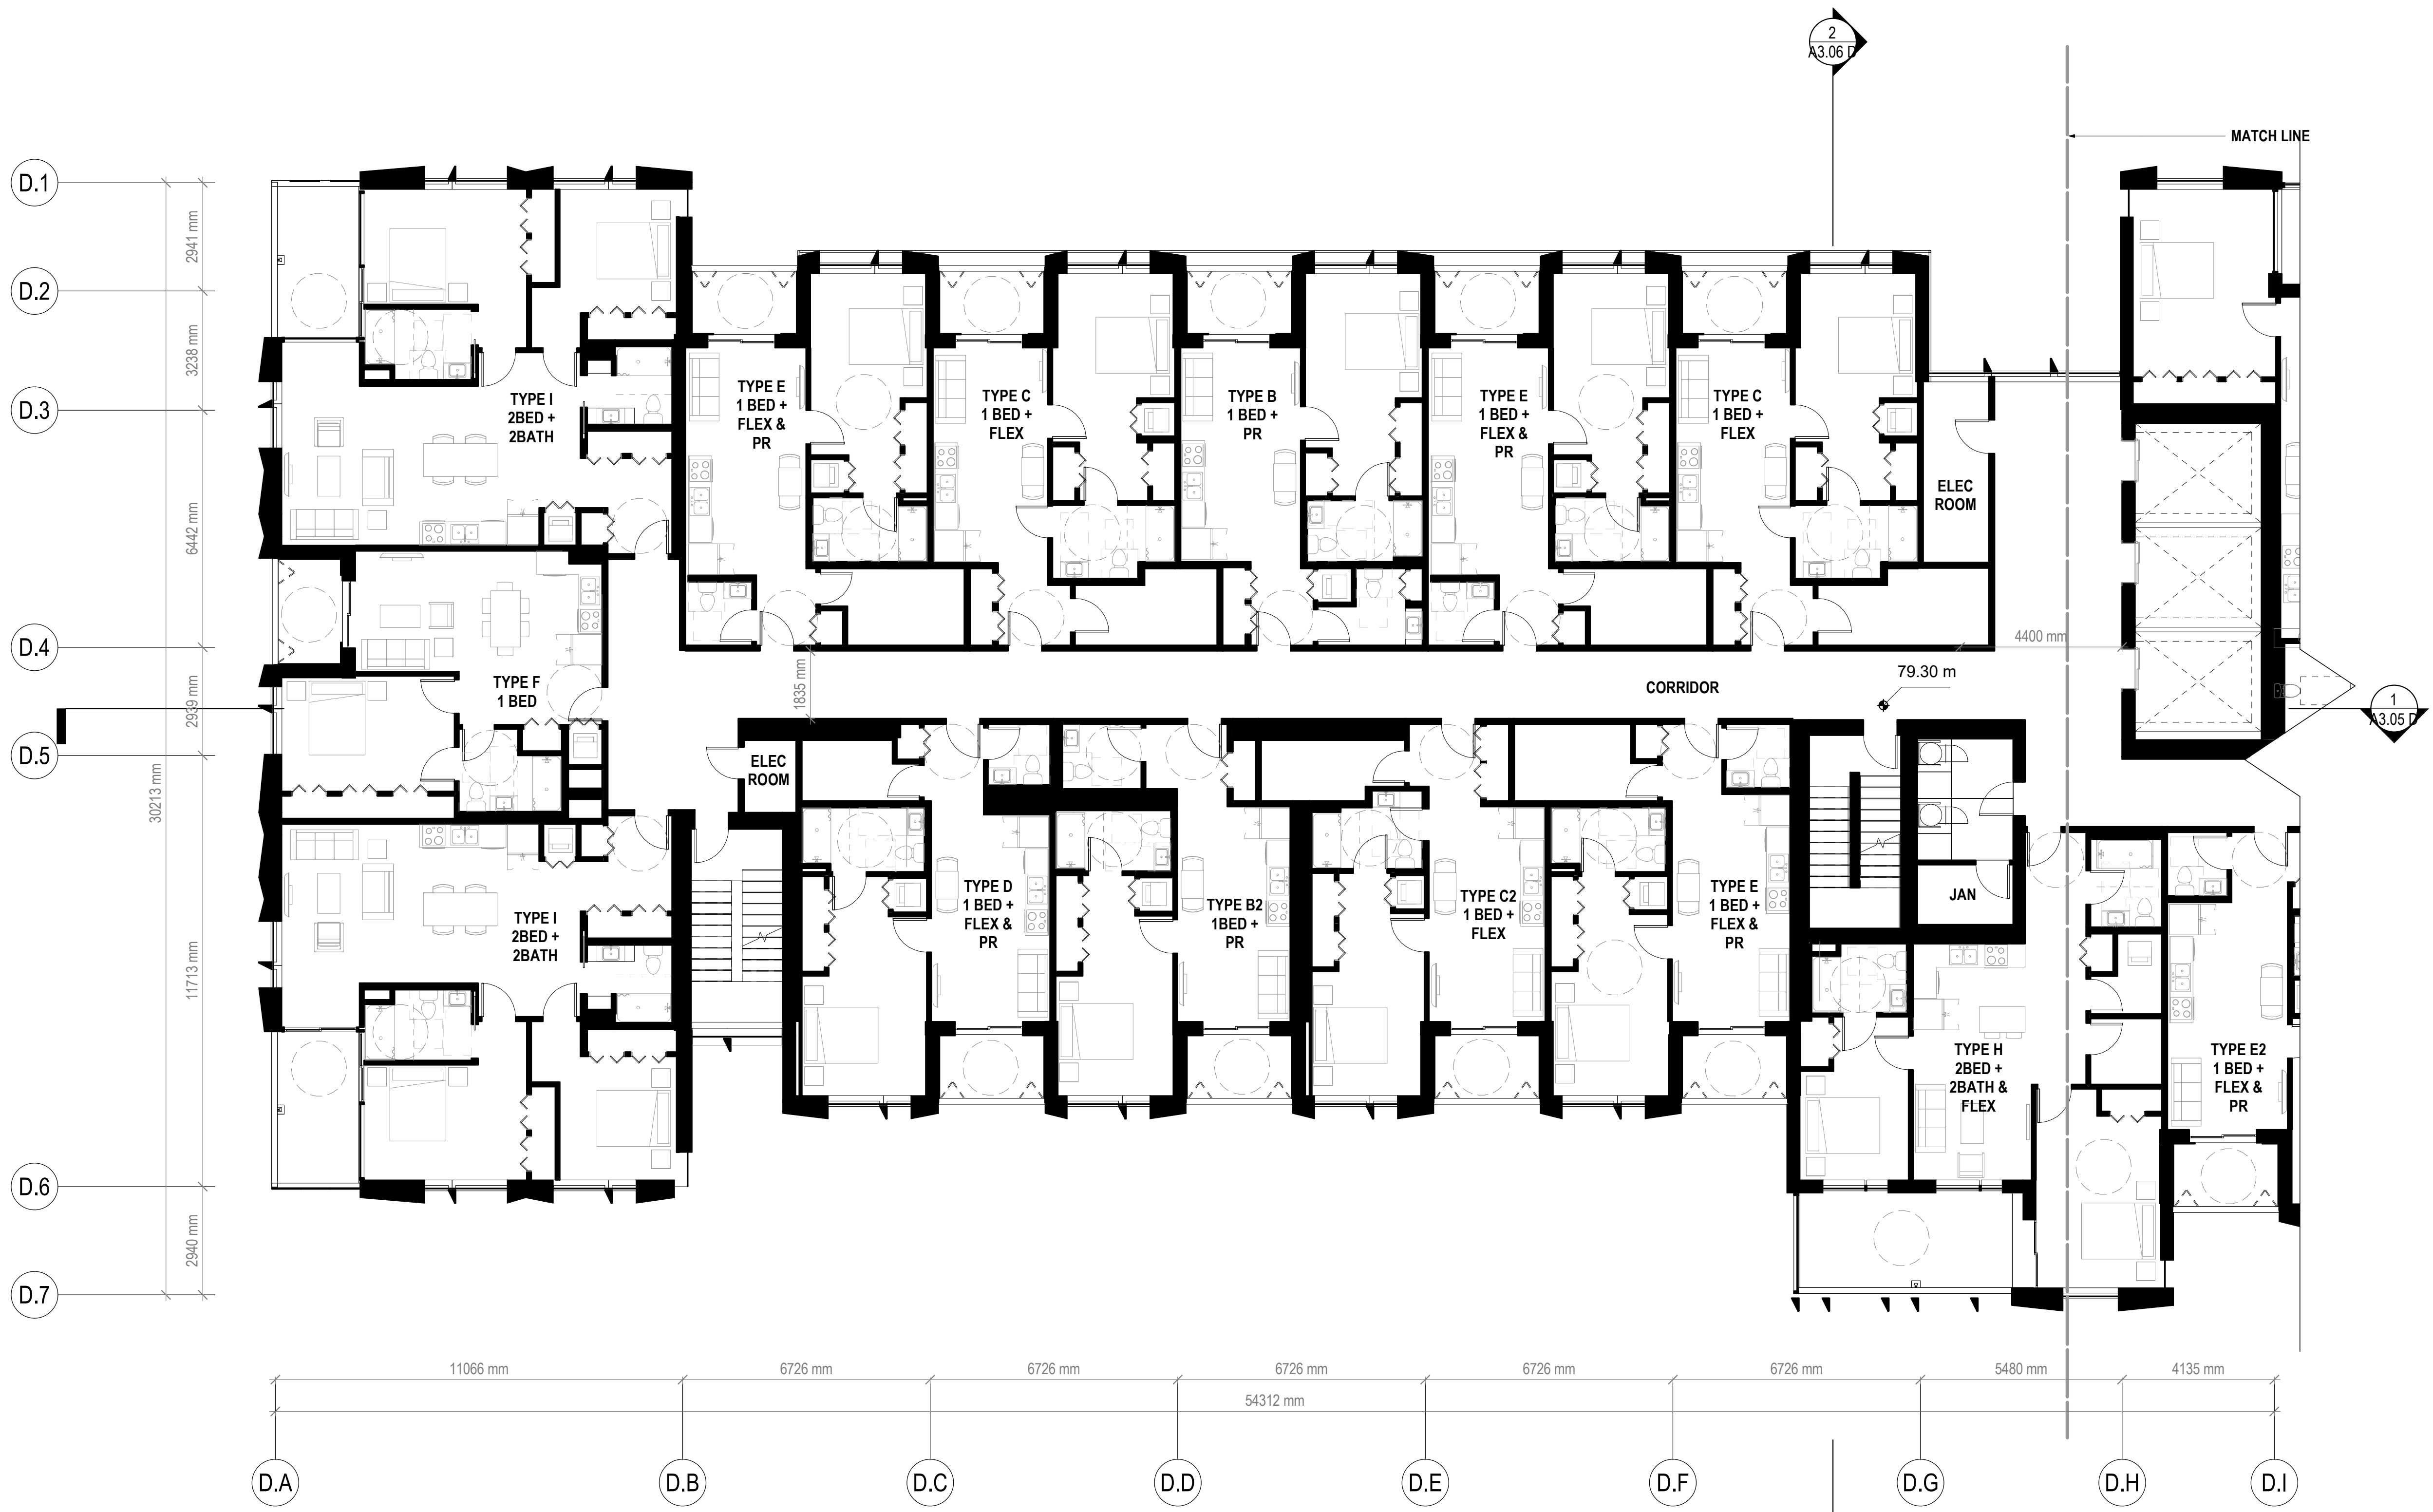 2
A3.06 D
MATCH LINE
D.1
D.2
D.3
D.4
D.5
D.6
D.7
2941 mm
3238 mm
6442 mm
2939 mm
11713 mm
2940 mm
30213 mm
TYPE I
2BED +
2BATH
TYPE E
1 BED +
FLEX &
PR
TYPE C
1 BED +
FLEX
TYPE B
1 BED +
PR
TYPE E
1 BED +
FLEX &
PR
TYPE C
1 BED +
FLEX
ELEC
ROOM
TYPE F
1 BED
1835 mm
CORRIDOR
4400 mm
79.30 m
1
A3.05 D
ELEC
ROOM
TYPE I
2BED +
2BATH
TYPE D
1 BED +
FLEX &
PR
TYPE B2
1BED +
PR
TYPE C2
1 BED +
FLEX
TYPE E
1 BED +
FLEX &
PR
JAN
TYPE H
2BED +
2BATH &
FLEX
TYPE E2
1 BED +
FLEX &
PR
11066 mm
6726 mm
6726 mm
6726 mm
6726 mm
6726 mm
5480 mm
4135 mm
54312 mm
D.A
D.B
D.C
D.D
D.E
D.F
D.G
D.H
D.I